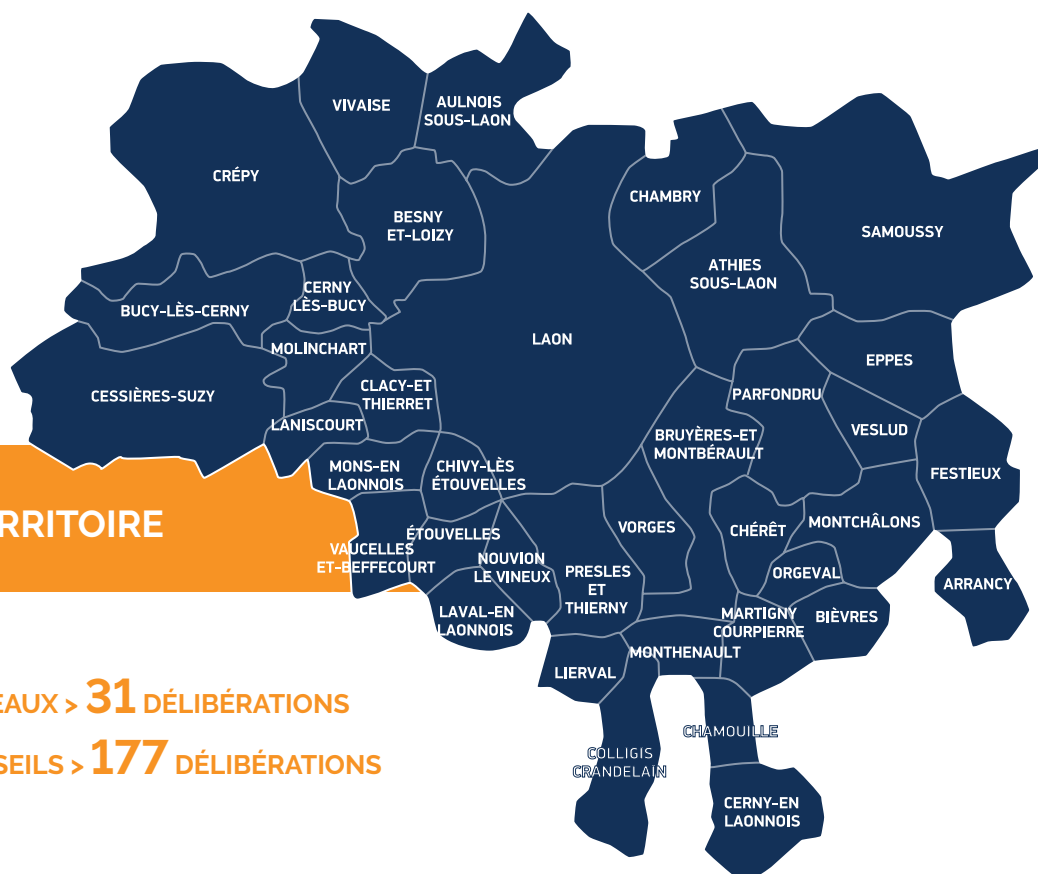 VIVAISE
AULNOIS
SOUS-LAON
CRÉPY
CHAMBRY
BESNY
ET-LOIZY
SAMOUSSY
ATHIES
SOUS-LAON
CERNY
LÈS-BUCY
BUCY-LÈS-CERNY
LAON
MOLINCHART
EPPES
CLACY-ET
THIERRET
CESSIÈRES-SUZY
PARFONDRU
LANISCOURT
VESLUD
BRUYÈRES-ET
MONTBÉRAULT
MONS-EN
LAONNOIS
CHIVY-LÈS
ÉTOUVELLES
FESTIEUX
RRITOIRE
VORGES
CHÉRÊT
MONTCHÂLONS
ÉTOUVELLES
VAUCELLES
ET-BEFFECOURT
NOUVION
LE VINEUX
PRESLES
ET
THIERNY
ORGEVAL
ARRANCY
LAVAL-EN
LAONNOIS
MARTIGNY
COURPIERRE
BIÈVRES
MONTHENAULT
LIERVAL
EAUX > 31 DÉLIBÉRATIONS
CHAMOUILLE
SEILS > 177 DÉLIBÉRATIONS
COLLIGIS
CRANDELAIN
CERNY-EN
LAONNOIS